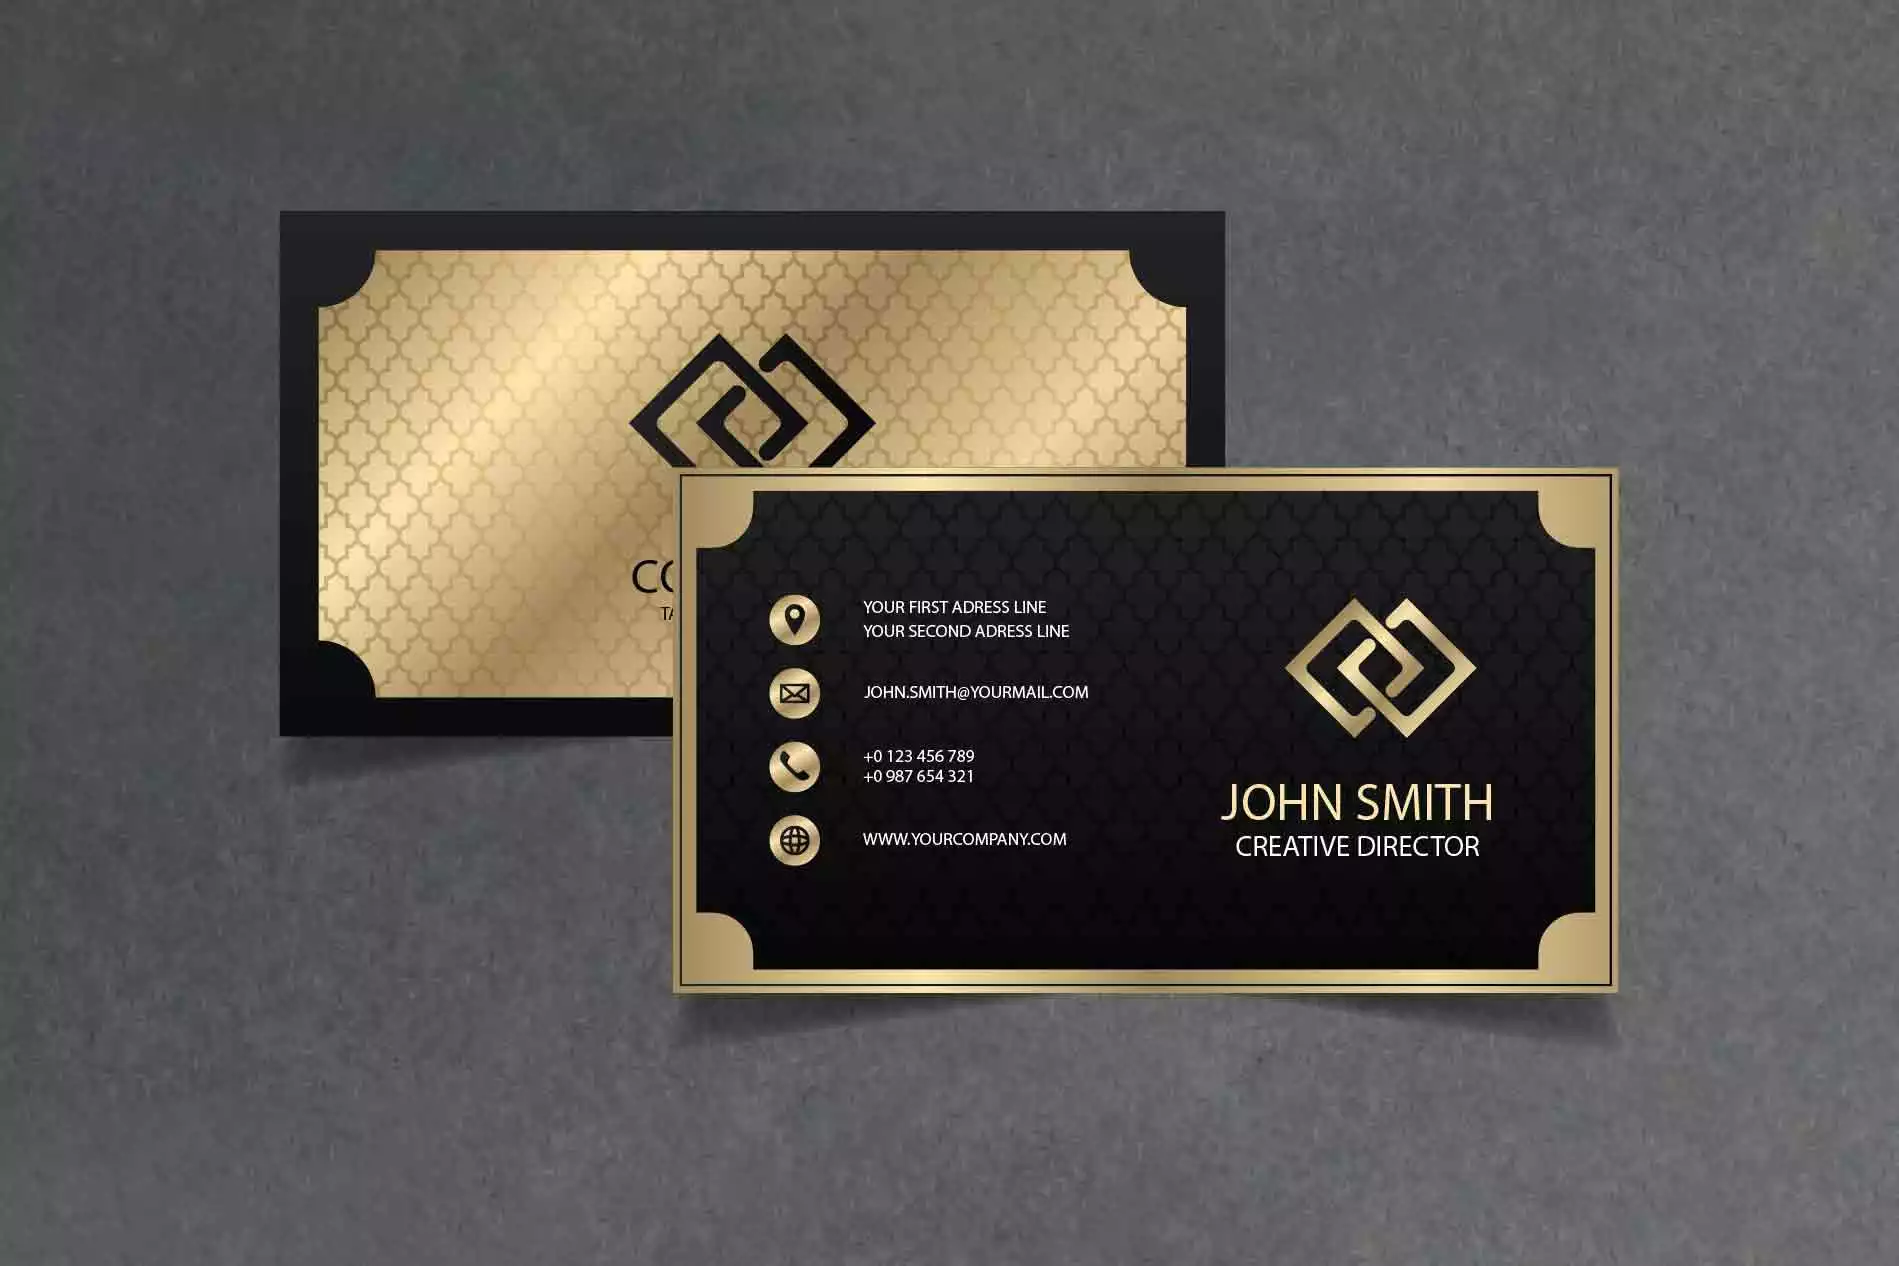 YOUR FIRST ADRESS LINE
YOUR SECOND ADRESS LINE
JOHN.SMITH@YOURMAIL.COM
+0 123 456 789
+0 987 654 321
WWW.YOURCOMPANY.COM
JOHN SMITH
CREATIVE DIRECTOR